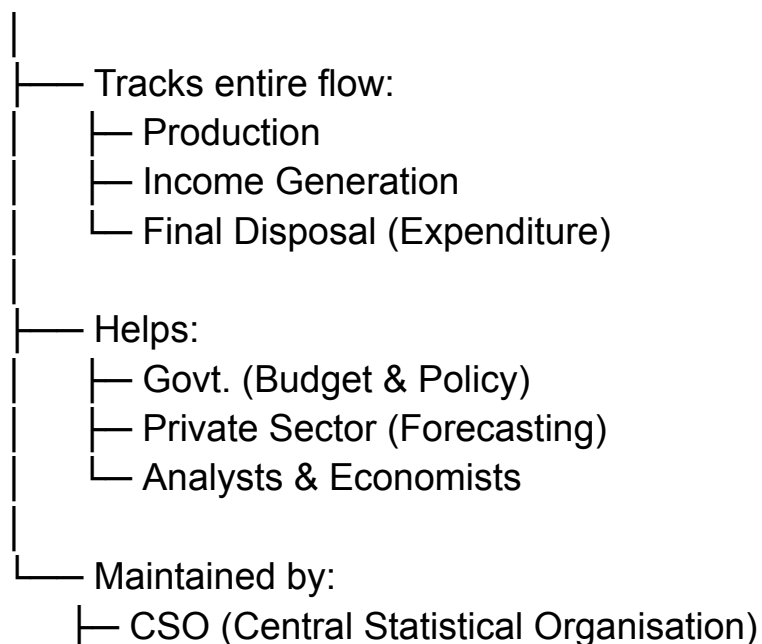 │
├── Tracks entire flow:
│ ├─ Production
│ ├─ Income Generation
│ └─ Final Disposal (Expenditure)
│
├── Helps:
│ ├─ Govt. (Budget & Policy)
│ ├─ Private Sector (Forecasting)
│ └─ Analysts & Economists
│
└── Maintained by:
├─ CSO (Central Statistical Organisation)